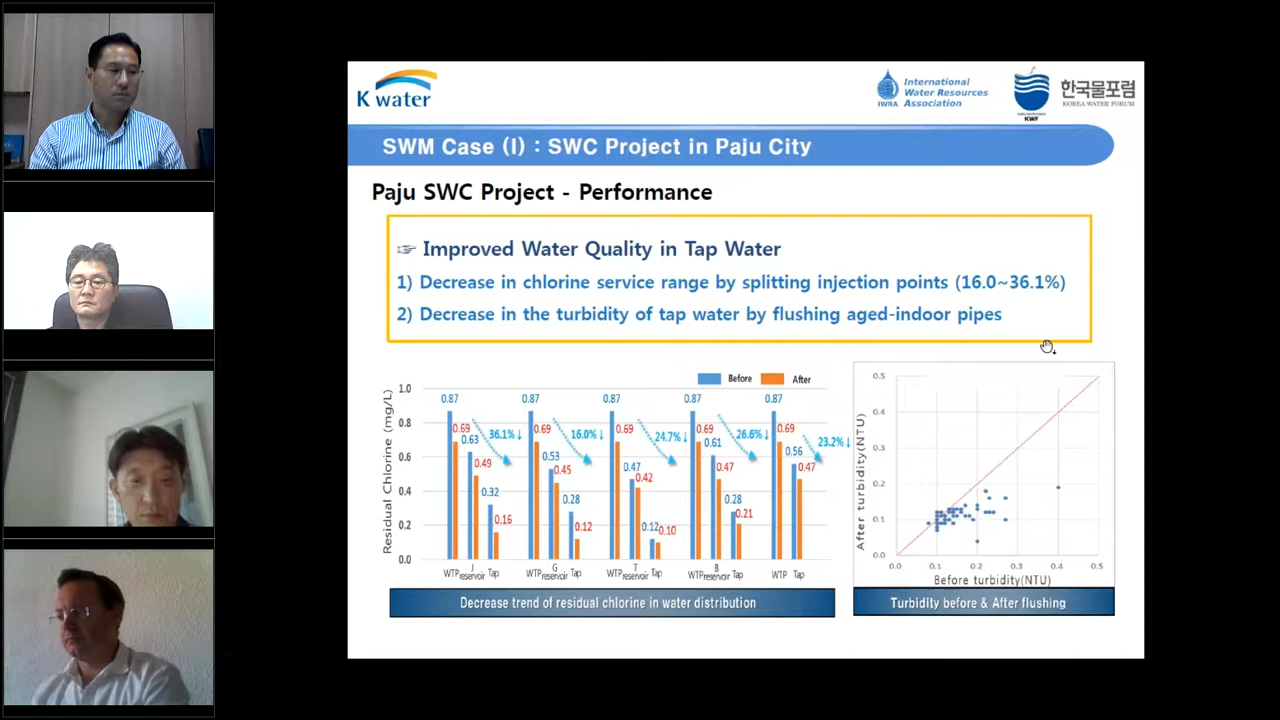 K water
IWRA
International
Water Resources
Association
KWF
한국물포럼
KOREA WATER FORUM
SWM Case (I) : SWC Project in Paju City
Paju SWC Project - Performance
☞ Improved Water Quality in Tap Water
1) Decrease in chlorine service range by splitting injection points (16.0~36.1%)
2) Decrease in the turbidity of tap water by flushing aged-indoor pipes
Before After
Residual Chlorine (mg/L)
1.0
0.8
0.6
0.4
0.2
0.0
0.87 0.69 0.63 0.49 0.32 0.16 36.1%↓
0.87 0.69 0.53 0.45 0.28 0.12 16.0%↓
0.87 0.69 0.47 0.42 0.12 0.10 24.7%↓
0.87 0.69 0.61 0.47 0.28 0.21 26.6%↓
0.87 0.69 0.56 0.47 23.2%↓
WTP J reservoir Tap
WTP G reservoir Tap
WTP T reservoir Tap
WTP B reservoir Tap
WTP Tap
Decrease trend of residual chlorine in water distribution
After turbidity(NTU)
0.5
0.4
0.3
0.2
0.1
0.0
0.0 0.1 0.2 0.3 0.4 0.5
Before turbidity(NTU)
Turbidity before & After flushing